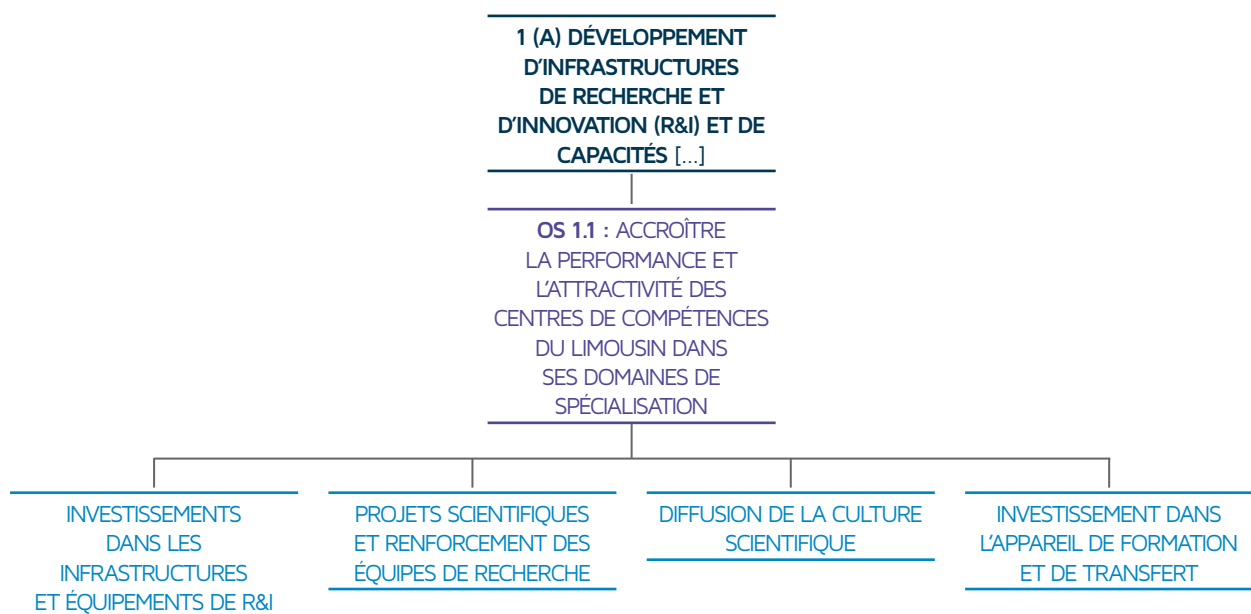 1 (A) DÉVELOPPEMENT
D'INFRASTRUCTURES
DE RECHERCHE ET
D'INNOVATION (R&I) ET DE
CAPACITÉS [...]
OS 1.1 : ACCROÎTRE
LA PERFORMANCE ET
L'ATTRACTIVITÉ DES
CENTRES DE COMPÉTENCES
DU LIMOUSIN DANS
SES DOMAINES DE
SPÉCIALISATION
INVESTISSEMENTS
DANS LES
INFRASTRUCTURES
ET ÉQUIPEMENTS DE R&I
PROJETS SCIENTIFIQUES
ET RENFORCEMENT DES
ÉQUIPES DE RECHERCHE
DIFFUSION DE LA CULTURE
SCIENTIFIQUE
INVESTISSEMENT DANS
L'APPAREIL DE FORMATION
ET DE TRANSFERT